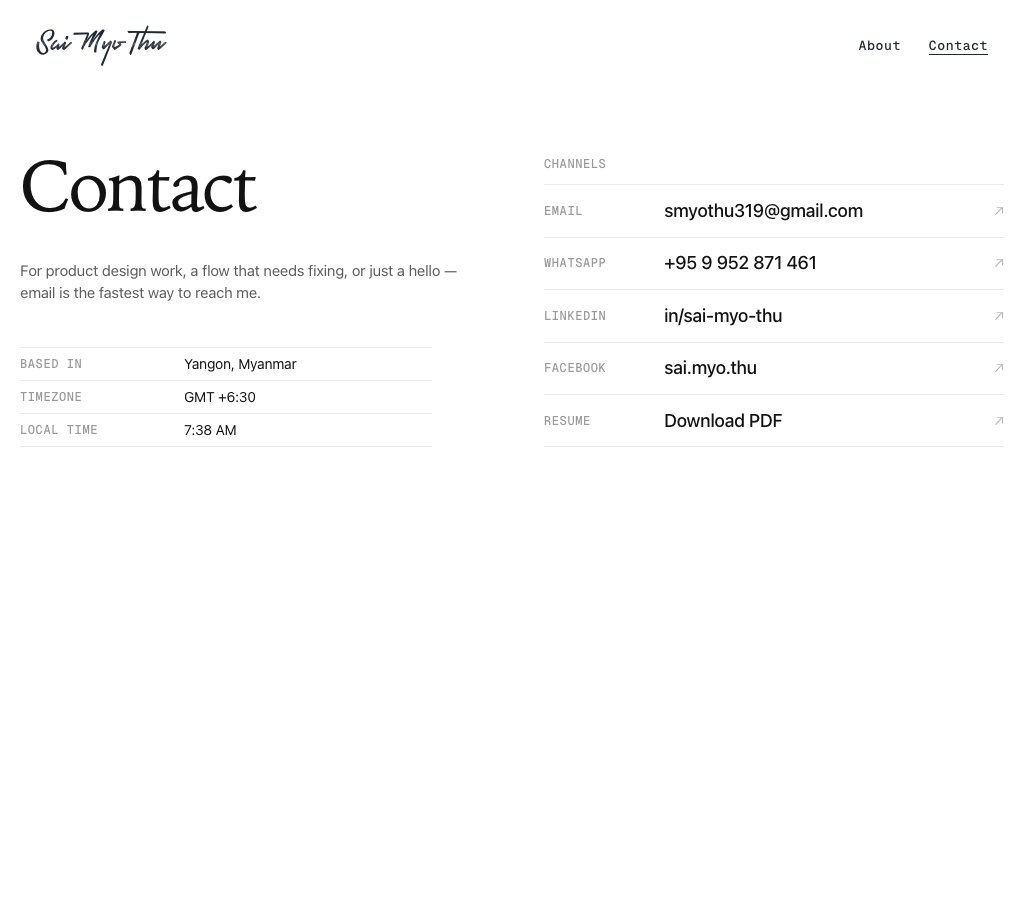 Sai Myo Thu
About
Contact
Contact
For product design work, a flow that needs fixing, or just a hello —
email is the fastest way to reach me.
BASED IN Yangon, Myanmar
TIMEZONE GMT +6:30
LOCAL TIME 7:38 AM
CHANNELS
EMAIL smyothu319@gmail.com ↗
WHATSAPP +95 9 952 871 461 ↗
LINKEDIN in/sai-myo-thu ↗
FACEBOOK sai.myo.thu ↗
RESUME Download PDF ↗